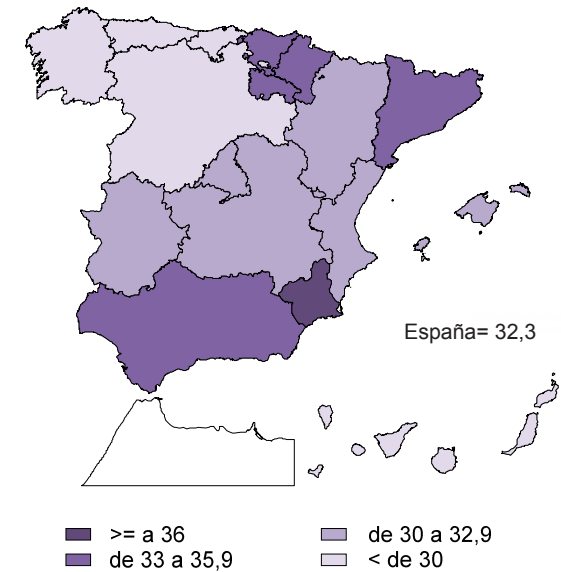 España= 32,3
>= a 36
de 30 a 32,9
de 33 a 35,9
< de 30